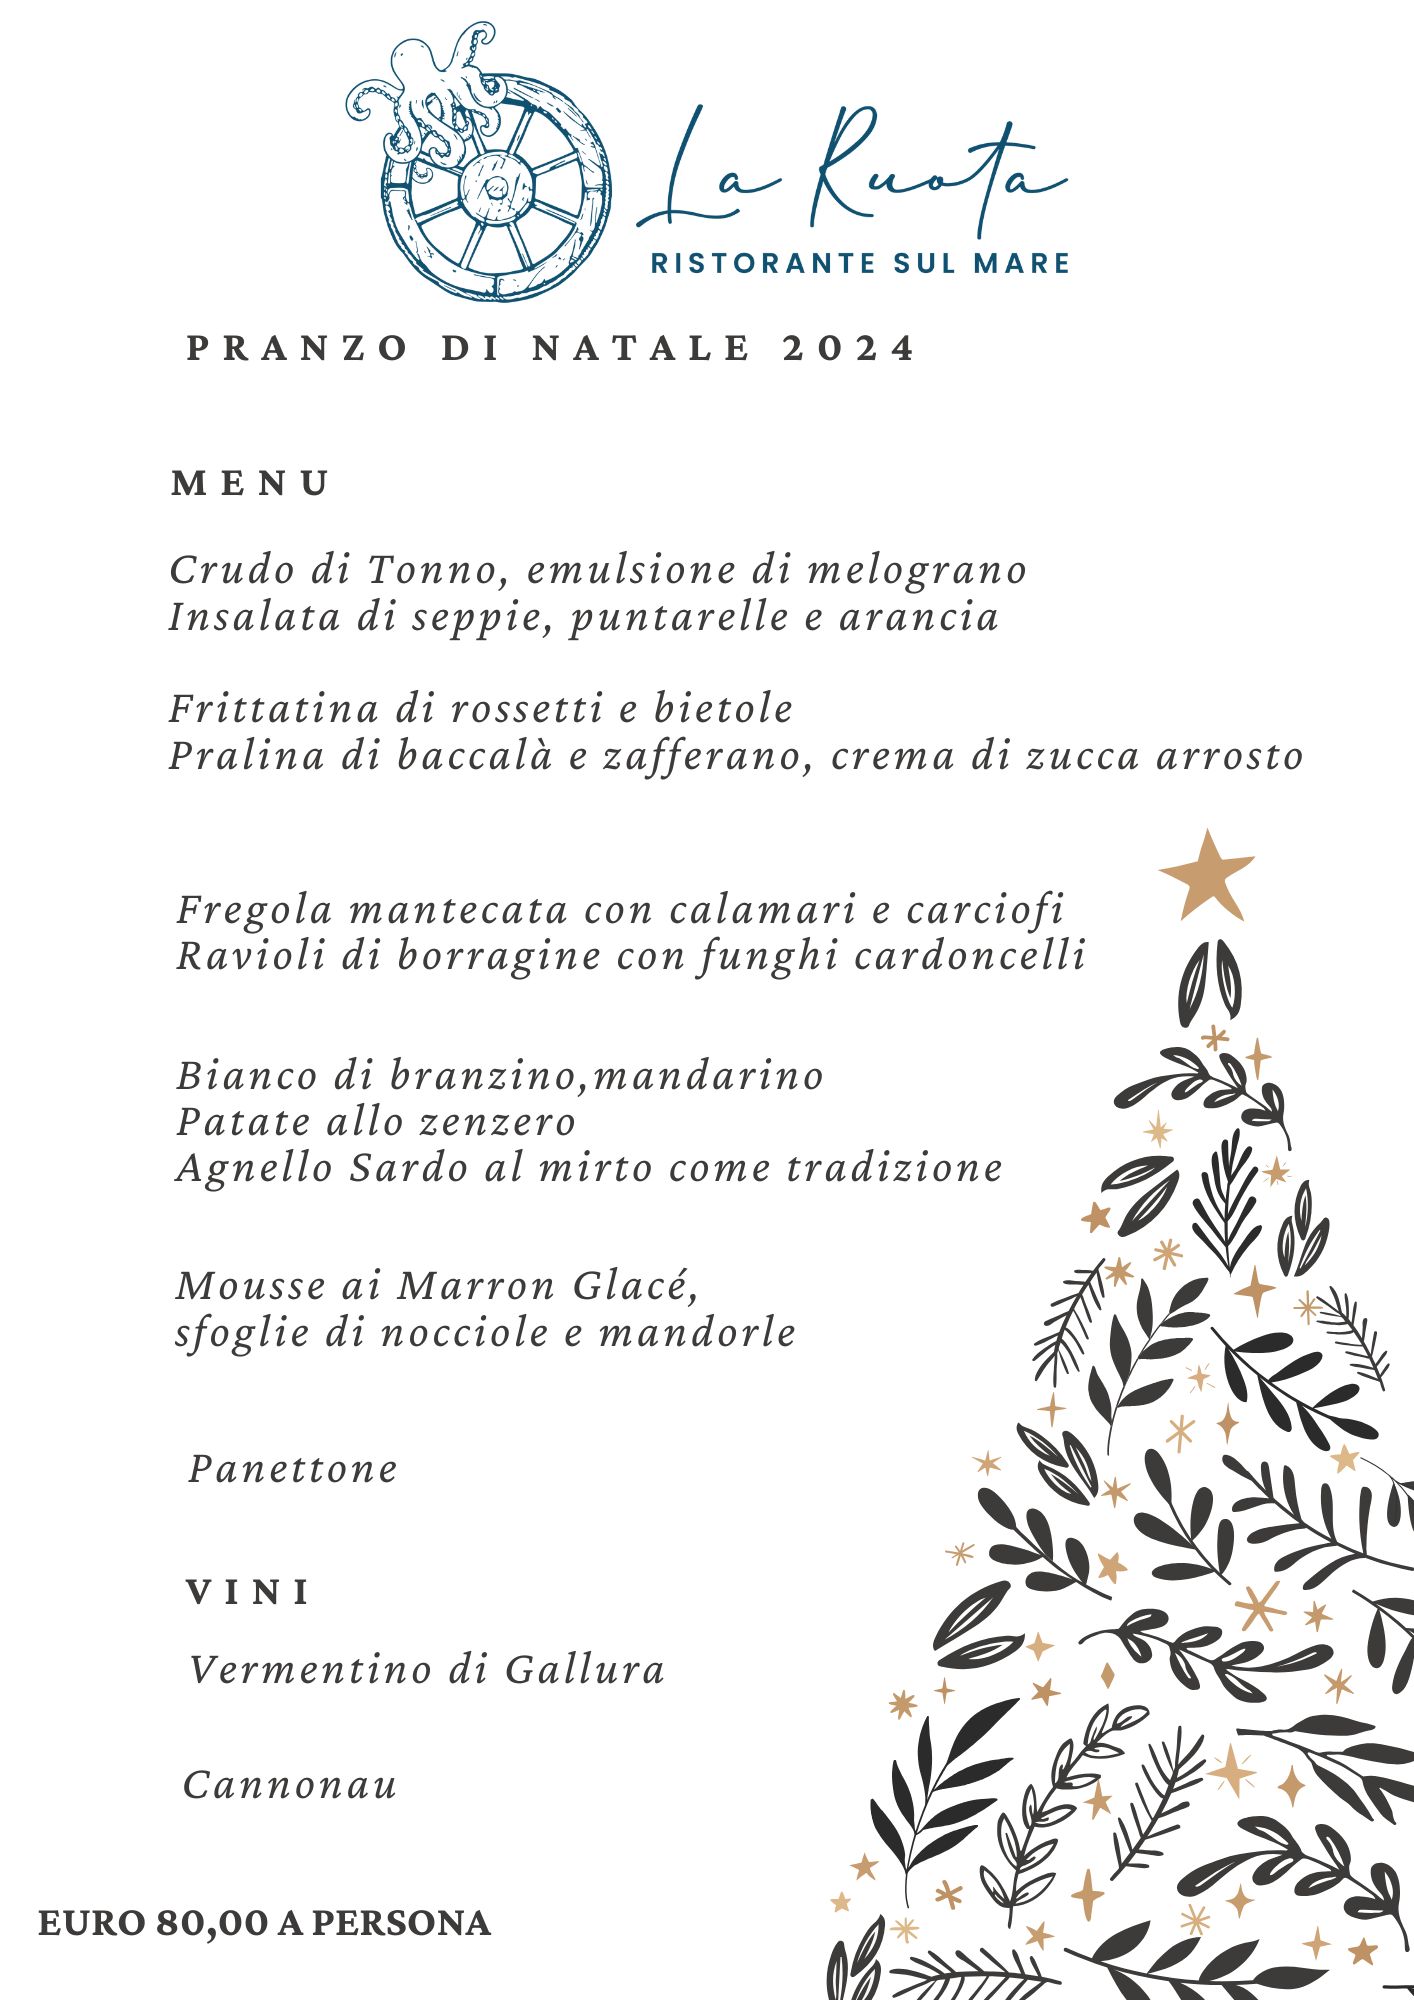 La Ruota
RISTORANTE SUL MARE
PRANZO DI NATALE 2024
MENU
Crudo di Tonno, emulsione di melograno
Insalata di seppie, puntarelle e arancia
Frittatina di rossetti e bietole
Pralina di baccalà e zafferano, crema di zucca arrosto
Fregola mantecata con calamari e carciofi
Ravioli di borragine con funghi cardoncelli
Bianco di branzino,mandarino
Patate allo zenzero
Agnello Sardo al mirto come tradizione
Mousse ai Marron Glacé,
sfoglie di nocciole e mandorle
Panettone
VINI
Vermentino di Gallura
Cannonau
EURO 80,00 A PERSONA